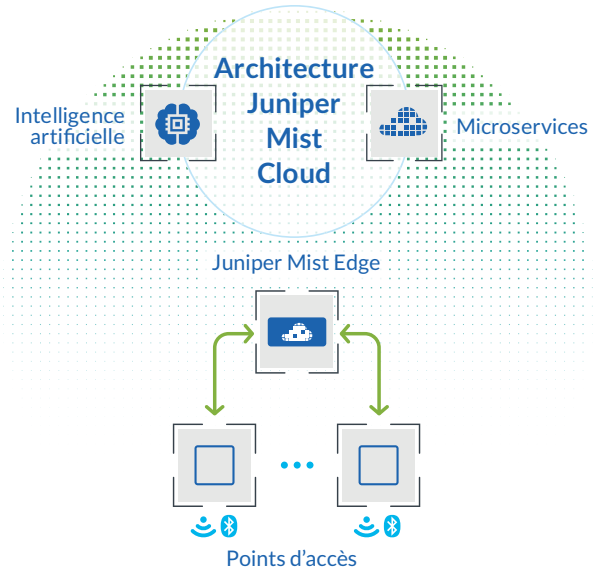 Architecture
Juniper
Mist
Cloud
Intelligence
artificielle
Microservices
Juniper Mist Edge
Points d'accès